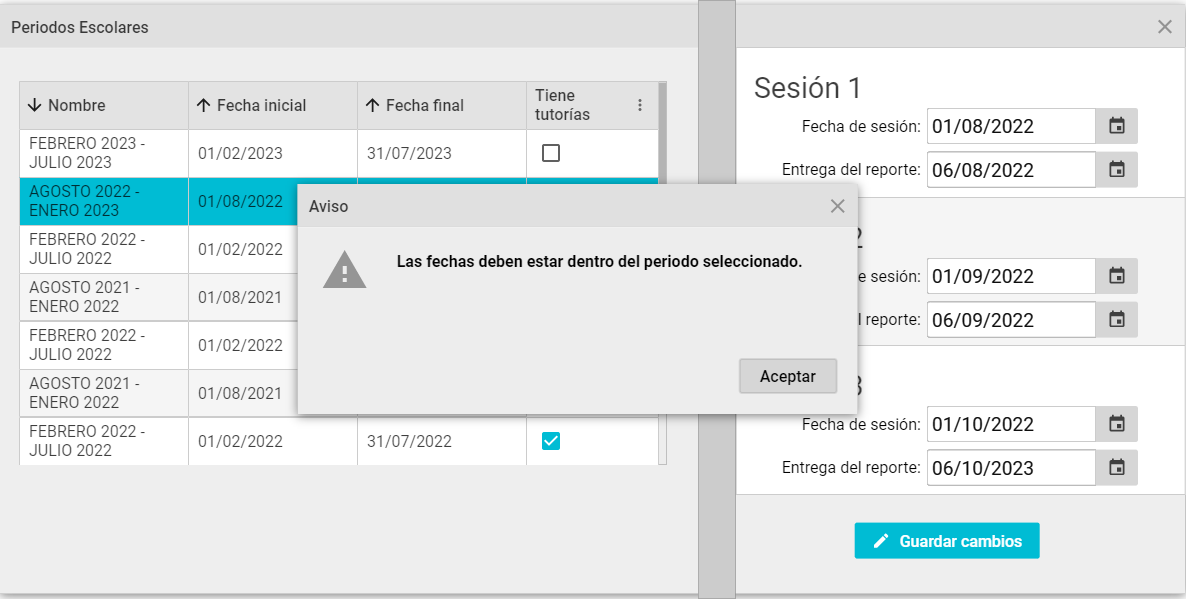 Periodos Escolares
Nombre
Fecha inicial
Fecha final
Tiene
tutorías
FEBRERO 2023 -
JULIO 2023
01/02/2023
31/07/2023
AGOSTO 2022 -
ENERO 2023
01/08/2022
FEBRERO 2022 -
JULIO 2022
01/02/2022
AGOSTO 2021 -
ENERO 2022
01/08/2021
FEBRERO 2022 -
JULIO 2022
01/02/2022
AGOSTO 2021 -
ENERO 2022
01/08/2021
FEBRERO 2022 -
JULIO 2022
01/02/2022
31/07/2022
Aviso
Las fechas deben estar dentro del periodo seleccionado.
Aceptar
Sesión 1
Fecha de sesión: 01/08/2022
Entrega del reporte: 06/08/2022
2
e sesión: 01/09/2022
l reporte: 06/09/2022
3
Fecha de sesión: 01/10/2022
Entrega del reporte: 06/10/2023
Guardar cambios